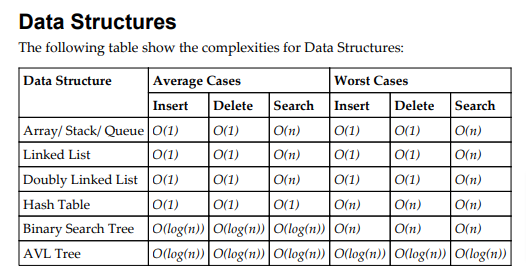 Data Structures
The following table show the complexities for Data Structures:
Data Structure Average Cases Worst Cases
Insert Delete Search Insert Delete Search
Array/ Stack/ Queue O(1) O(1) O(n) O(1) O(1) O(n)
Linked List O(1) O(1) O(n) O(1) O(1) O(n)
Doubly Linked List O(1) O(1) O(n) O(1) O(1) O(n)
Hash Table O(1) O(1) O(1) O(n) O(n) O(n)
Binary Search Tree O(log(n)) O(log(n)) O(log(n)) O(n) O(n) O(n)
AVL Tree O(log(n)) O(log(n)) O(log(n)) O(log(n)) O(log(n)) O(log(n))